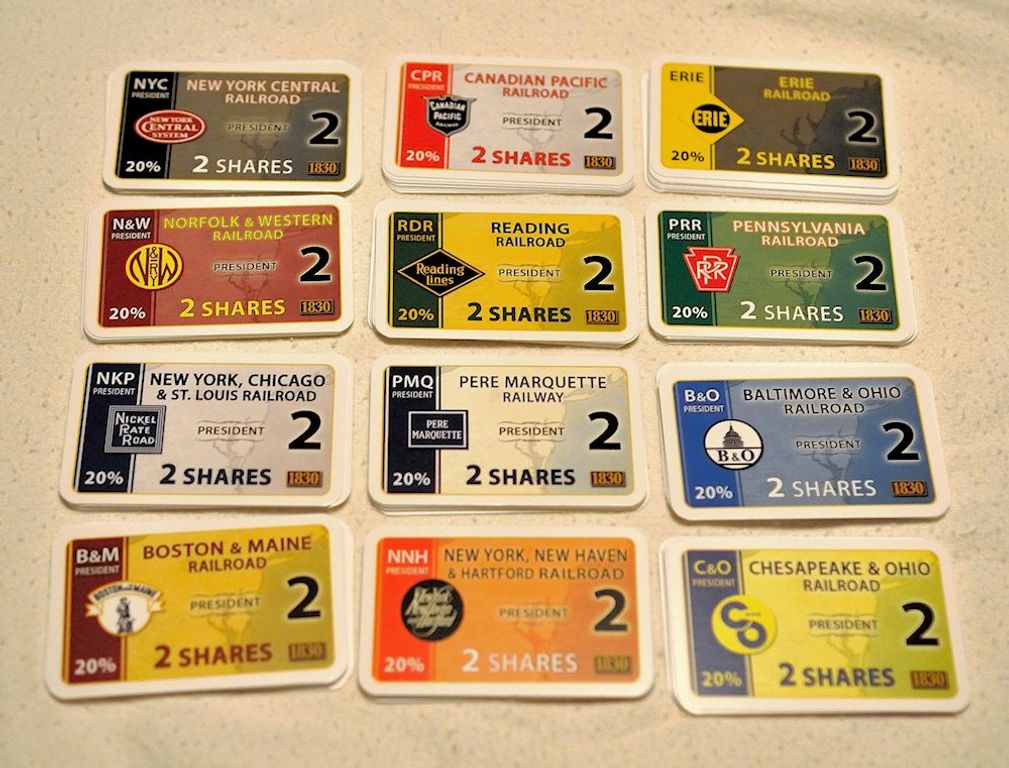 NYC
PRESIDENT
NEW YORK CENTRAL
RAILROAD
NEW YORK
CENTRAL
SYSTEM
PRESIDENT
2
20%
2 SHARES
1830
CPR
PRESIDENT
CANADIAN PACIFIC
RAILROAD
CANADIAN
PACIFIC
RAILWAY
PRESIDENT
2
20%
2 SHARES
1830
ERIE
PRESIDENT
ERIE
RAILROAD
ERIE
PRESIDENT
2
20%
2 SHARES
1830
N&W
PRESIDENT
NORFOLK & WESTERN
RAILROAD
N&W
RY
PRESIDENT
2
20%
2 SHARES
1830
RDR
PRESIDENT
READING
RAILROAD
Reading
Lines
PRESIDENT
2
20%
2 SHARES
1830
PRR
PRESIDENT
PENNSYLVANIA
RAILROAD
PRR
PRESIDENT
2
20%
2 SHARES
1830
NKP
PRESIDENT
NEW YORK, CHICAGO
& ST. LOUIS RAILROAD
NICKEL
PLATE
ROAD
PRESIDENT
2
20%
2 SHARES
1830
PMQ
PRESIDENT
PERE MARQUETTE
RAILWAY
PERE
MARQUETTE
PRESIDENT
2
20%
2 SHARES
1830
B&O
PRESIDENT
BALTIMORE & OHIO
RAILROAD
B&O
PRESIDENT
2
20%
2 SHARES
1830
B&M
PRESIDENT
BOSTON & MAINE
RAILROAD
BOSTON and MAINE
PRESIDENT
2
20%
2 SHARES
1830
NNH
PRESIDENT
NEW YORK, NEW HAVEN
& HARTFORD RAILROAD
PRESIDENT
2
20%
2 SHARES
1830
C&O
PRESIDENT
CHESAPEAKE & OHIO
RAILROAD
C
O
PRESIDENT
2
20%
2 SHARES
1830